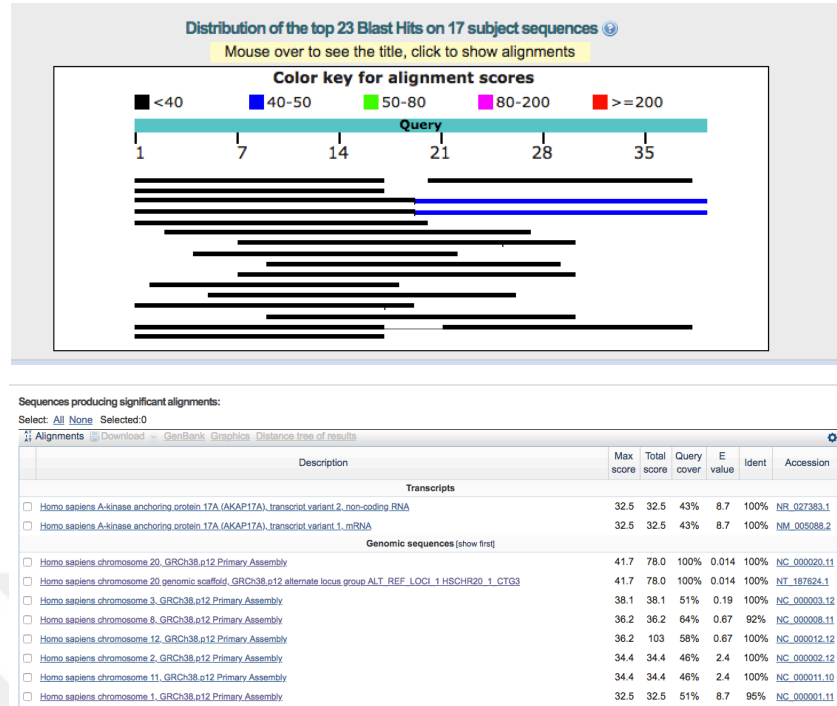 Distribution of the top 23 Blast Hits on 17 subject sequences ?
Mouse over to see the title, click to show alignments
Color key for alignment scores
<40 40-50 50-80 80-200 >=200
Query
1 7 14 21 28 35
Sequences producing significant alignments:
Select: All None Selected:0
Alignments Download GenBank Graphics Distance tree of results
Description Max score Total score Query cover E value Ident Accession
Transcripts
Homo sapiens A-kinase anchoring protein 17A (AKAP17A), transcript variant 2, non-coding RNA 32.5 32.5 43% 8.7 100% NR_027383.1
Homo sapiens A-kinase anchoring protein 17A (AKAP17A), transcript variant 1, mRNA 32.5 32.5 43% 8.7 100% NM_005088.2
Genomic sequences [show first]
Homo sapiens chromosome 20, GRCh38.p12 Primary Assembly 41.7 78.0 100% 0.014 100% NC_000020.11
Homo sapiens chromosome 20 genomic scaffold, GRCh38.p12 alternate locus group ALT_REF_LOCI_1 HSCHR20_1_CTG3 41.7 78.0 100% 0.014 100% NT_187624.1
Homo sapiens chromosome 3, GRCh38.p12 Primary Assembly 38.1 38.1 51% 0.19 100% NC_000003.12
Homo sapiens chromosome 8, GRCh38.p12 Primary Assembly 36.2 36.2 64% 0.67 92% NC_000008.11
Homo sapiens chromosome 12, GRCh38.p12 Primary Assembly 36.2 103 58% 0.67 100% NC_000012.12
Homo sapiens chromosome 2, GRCh38.p12 Primary Assembly 34.4 34.4 46% 2.4 100% NC_000002.12
Homo sapiens chromosome 11, GRCh38.p12 Primary Assembly 34.4 34.4 46% 2.4 100% NC_000011.10
Homo sapiens chromosome 1, GRCh38.p12 Primary Assembly 32.5 32.5 51% 8.7 95% NC_000001.11